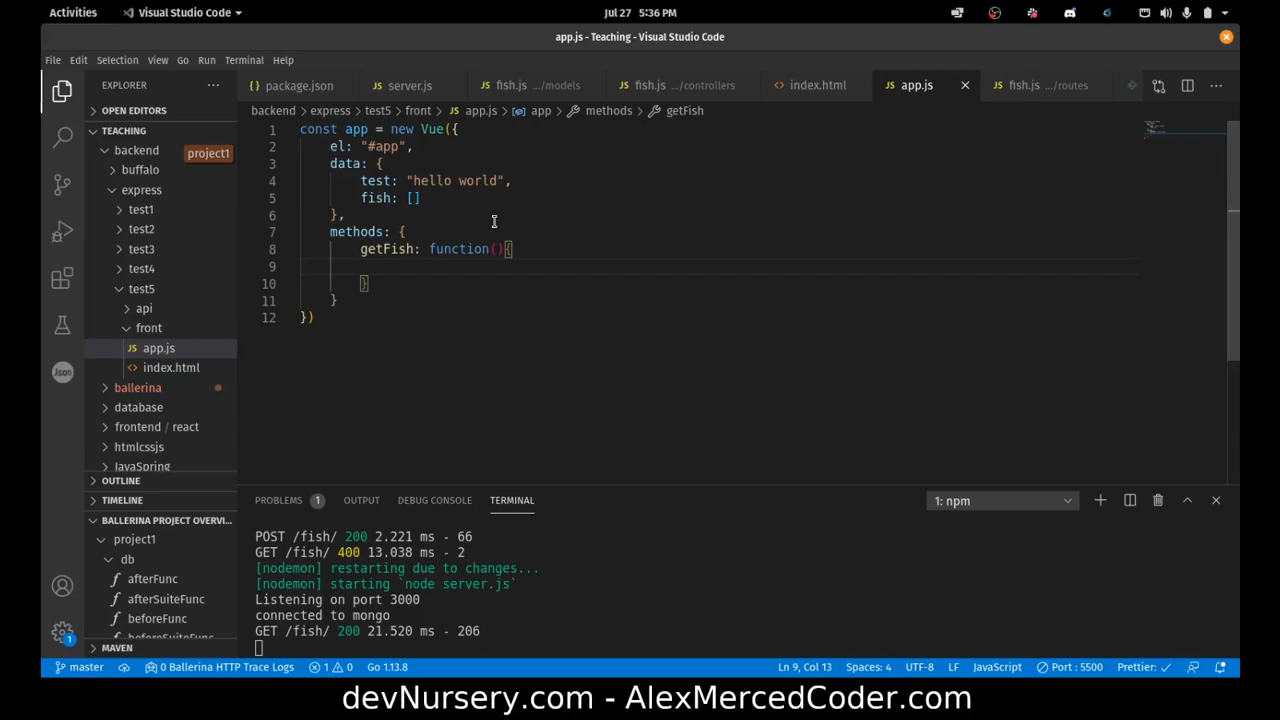 Activities
Visual Studio Code
Jul 27 5:36 PM
app.js - Teaching - Visual Studio Code
File Edit Selection View Go Run Terminal Help
EXPLORER
package.json
server.js
fish.js .../models
fish.js .../controllers
index.html
app.js
fish.js .../routes
OPEN EDITORS
backend > express > test5 > front > app.js > app > methods > getFish
TEACHING
backend
project1
buffalo
express
test1
test2
test3
test4
test5
api
front
app.js
index.html
ballerina
database
frontend / react
htmlcssjs
JavaSpring
OUTLINE
TIMELINE
BALLERINA PROJECT OVERVI...
project1
db
afterFunc
afterSuiteFunc
beforeFunc
beforeSuiteFunc
MAVEN
Json
1
1 const app = new Vue({
2 el: "#app",
3 data: {
4 test: "hello world",
5 fish: []
6 },
7 methods: {
8 getFish: function(){
9
10 }
11 }
12 })
PROBLEMS 1 OUTPUT DEBUG CONSOLE TERMINAL
1: npm
POST /fish/ 200 2.221 ms - 66
GET /fish/ 400 13.038 ms - 2
[nodemon] restarting due to changes...
[nodemon] starting `node server.js`
Listening on port 3000
connected to mongo
GET /fish/ 200 21.520 ms - 206
master 0 Ballerina HTTP Trace Logs 1 0 Go 1.13.8 Ln 9, Col 13 Spaces: 4 UTF-8 LF JavaScript Port : 5500 Prettier: ✓
devNursery.com - AlexMercedCoder.com